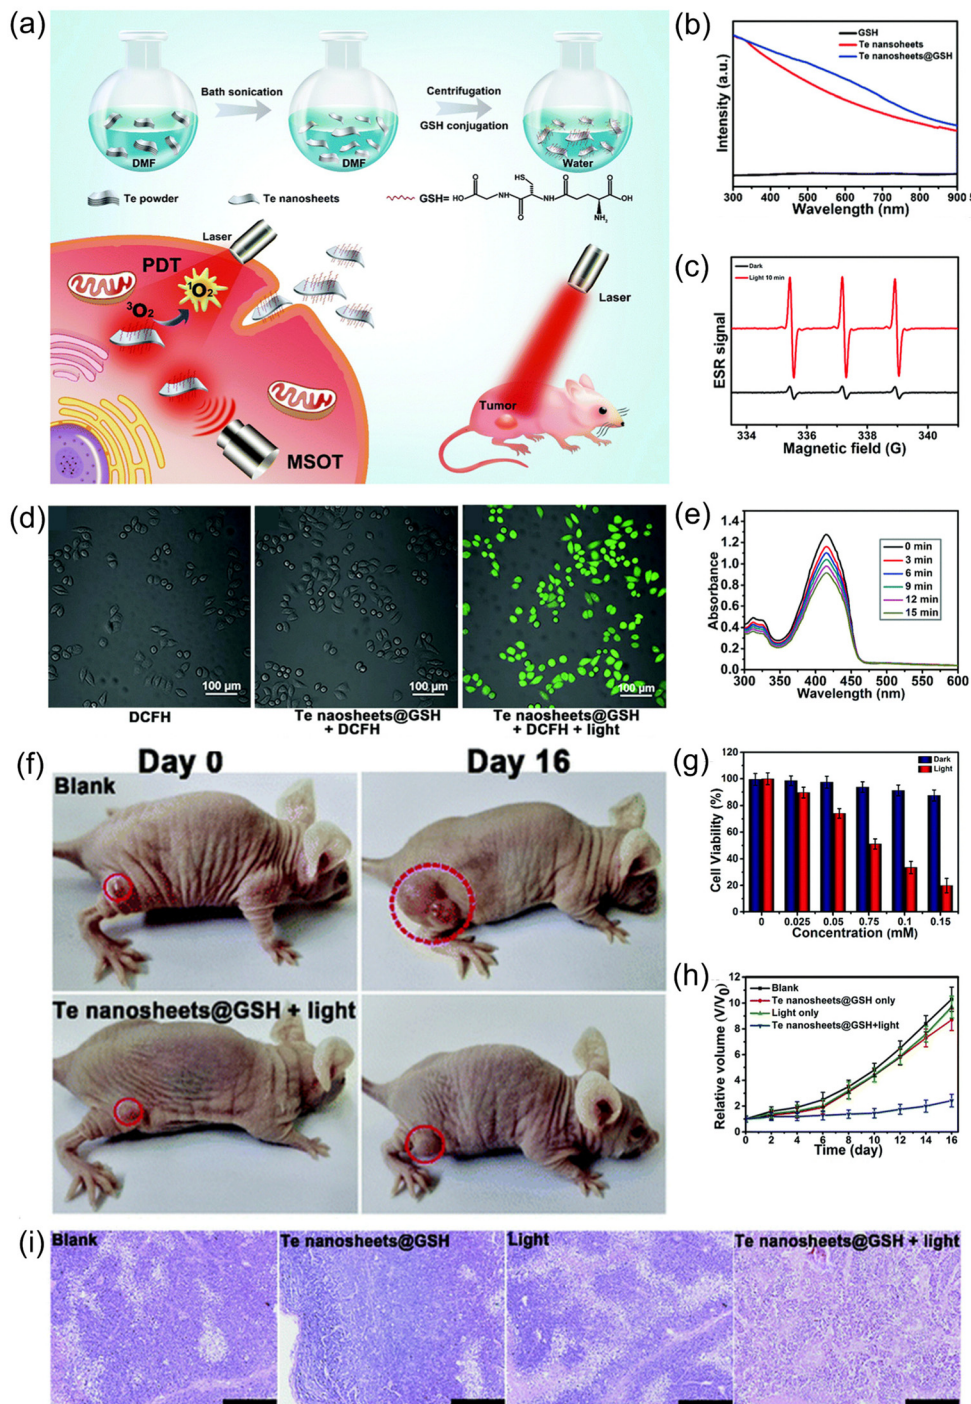 (a)
Bath sonication
Centrifugation
GSH conjugation
DMF
DMF
Water
Te powder
Te nanosheets
GSH=
HO
O
NH
O
HS
NH
O
O
OH
NH₂
Laser
PDT
¹O₂
³O₂
MSOT
Laser
Tumor
(b)
GSH
Te nansoheets
Te nanosheets@GSH
Intensity (a.u.)
300 400 500 600 700 800 900
Wavelength (nm)
(c)
Dark
Light 10 min
ESR signal
334 336 338 340
Magnetic field (G)
(d)
100 μm
100 μm
100 μm
DCFH
Te naosheets@GSH
+ DCFH
Te naosheets@GSH
+ DCFH + light
(e)
0 min
3 min
6 min
9 min
12 min
15 min
Absorbance
1.4
1.2
1.0
0.8
0.6
0.4
0.2
0.0
300 350 400 450 500 550 600
Wavelength (nm)
(f)
Day 0
Day 16
Blank
Te nanosheets@GSH + light
(g)
Dark
Light
Cell Viability (%)
120
100
80
60
40
20
0
0 0.025 0.05 0.75 0.1 0.15
Concentration (mM)
(h)
Blank
Te nanosheets@GSH only
Light only
Te nanosheets@GSH+light
Relative volume (V/V₀)
12
10
8
6
4
2
0
0 2 4 6 8 10 12 14 16
Time (day)
(i)
Blank
Te nanosheets@GSH
Light
Te nanosheets@GSH + light